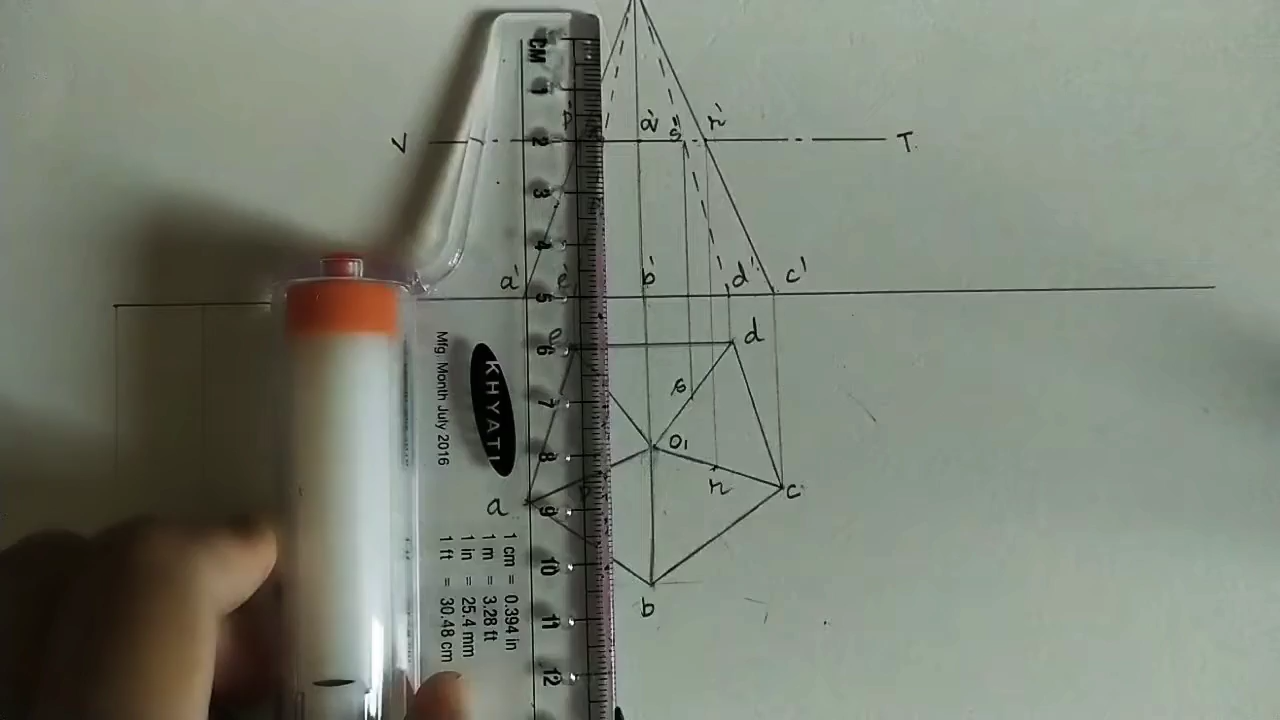 CM
1
2
3
4
5
6
7
8
9
10
11
12
KHYATI
Mfg. Month July 2016
1 cm = 0.394 in
1 m = 3.28 ft
1 in = 25.4 mm
1 ft = 30.48 cm
V
p'
q'
s'
r'
T
a'
e'
b'
d'
c'
e
d
s
o₁
a
p
r
c
b